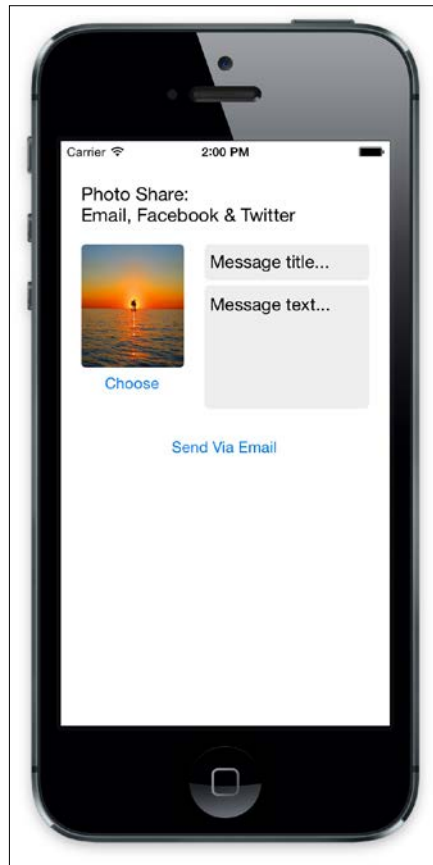 Carrier 2:00 PM
Photo Share:
Email, Facebook & Twitter
Message title...
Message text...
Choose
Send Via Email